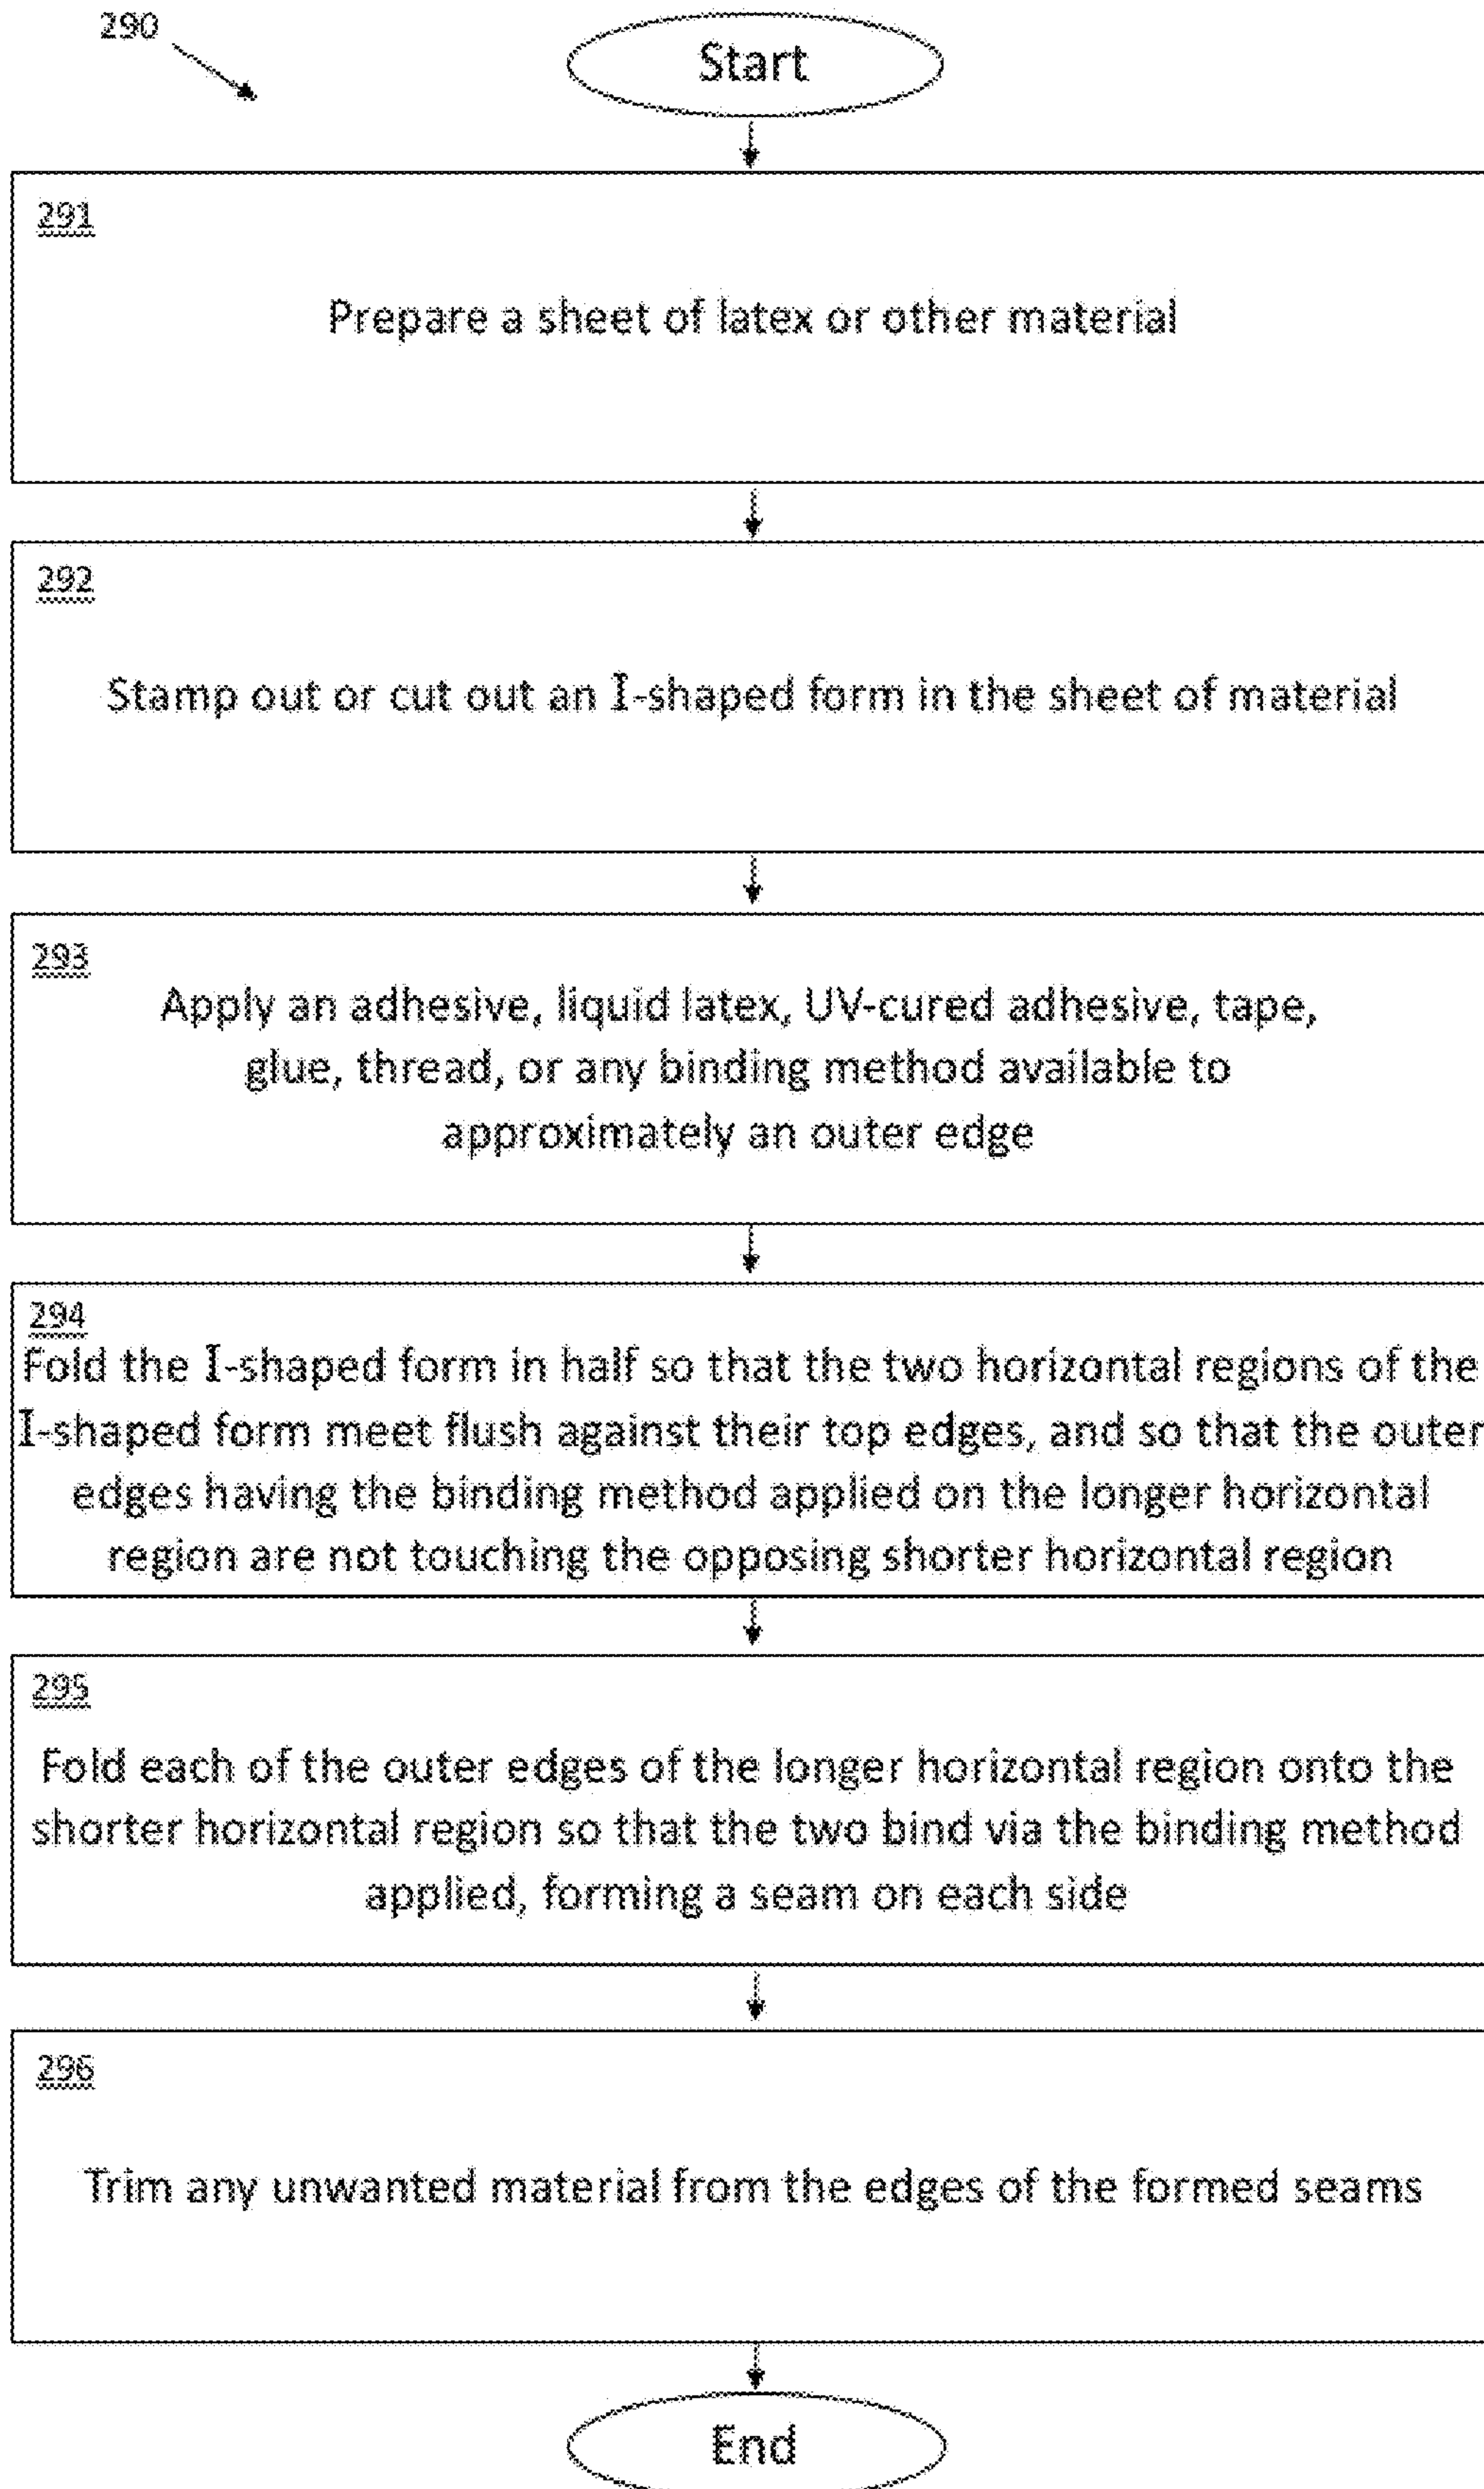 290
Start
291
Prepare a sheet of latex or other material
292
Stamp out or cut out an I-shaped form in the sheet of material
293
Apply an adhesive, liquid latex, UV-cured adhesive, tape,
glue, thread, or any binding method available to
approximately an outer edge
294
Fold the I-shaped form in half so that the two horizontal regions of the
I-shaped form meet flush against their top edges, and so that the outer
edges having the binding method applied on the longer horizontal
region are not touching the opposing shorter horizontal region
295
Fold each of the outer edges of the longer horizontal region onto the
shorter horizontal region so that the two bind via the binding method
applied, forming a seam on each side
296
Trim any unwanted material from the edges of the formed seams
End